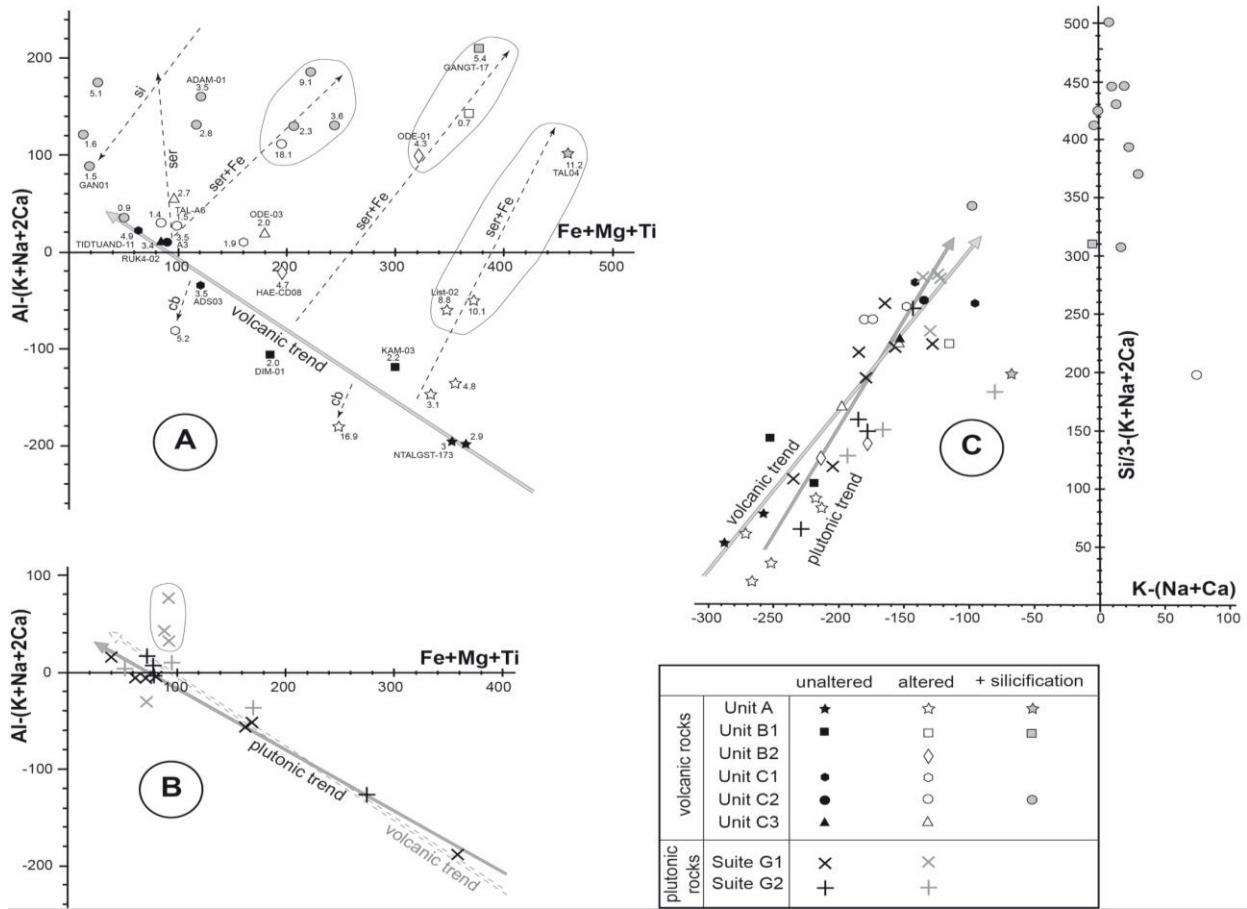 Al-(K+Na+2Ca)
200
100
0
-100
-200
100
200
300
400
500
Fe+Mg+Ti
5.1
ADAM-01
3.5
2.8
1.6
1.5
GAN01
si
ser
ser+Fe
9.1
2.3
3.6
18.1
GANGT-17
5.4
0.7
ODE-01
4.3
ser+Fe
11.2
TAL04
ser+Fe
2.7
TAL-A6
1.4
1.5
0.9
4.9
TIDTUAND-11
3.4
3.5
A3
RUK4-02
ODE-03
2.0
1.9
4.7
HAE-CD08
3.5
ADS03
cb
5.2
volcanic trend
List-02
8.8
10.1
2.0
DIM-01
KAM-03
2.2
cb
4.8
3.1
16.9
3
2.9
NTALGST-173
A
Al-(K+Na+2Ca)
100
0
-100
-200
100
200
300
400
Fe+Mg+Ti
plutonic trend
volcanic trend
B
500
450
400
350
300
250
200
150
100
50
Si/3-(K+Na+2Ca)
C
volcanic trend
plutonic trend
K-(Na+Ca)
-300
-250
-200
-150
-100
-50
0
50
100
unaltered altered + silicification
volcanic rocks
Unit A
Unit B1
Unit B2
Unit C1
Unit C2
Unit C3
plutonic rocks
Suite G1
Suite G2